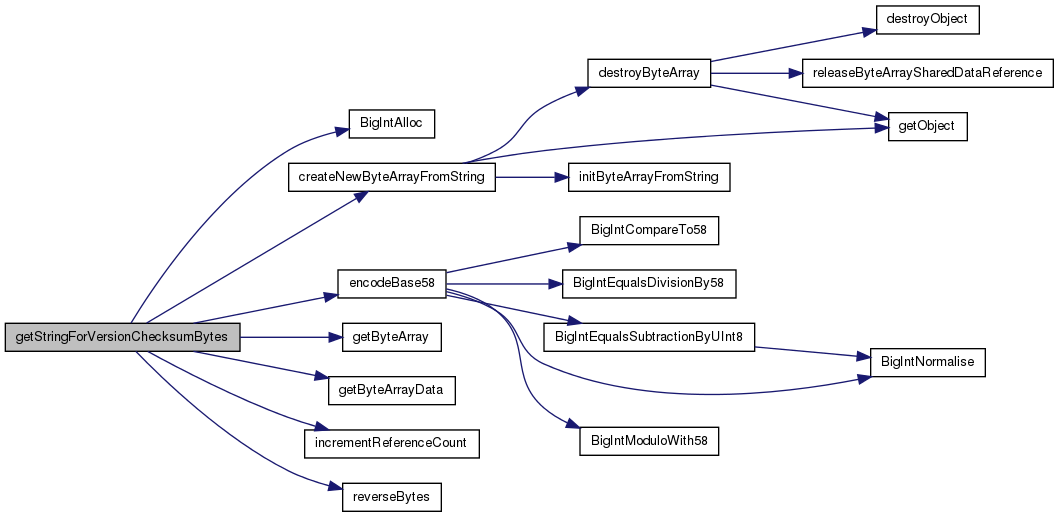 destroyObject
destroyByteArray
releaseByteArraySharedDataReference
BigIntAlloc
getObject
createNewByteArrayFromString
initByteArrayFromString
BigIntCompareTo58
encodeBase58
BigIntEqualsDivisionBy58
getStringForVersionChecksumBytes
getByteArray
BigIntEqualsSubtractionByUInt8
BigIntNormalise
getByteArrayData
incrementReferenceCount
BigIntModuloWith58
reverseBytes